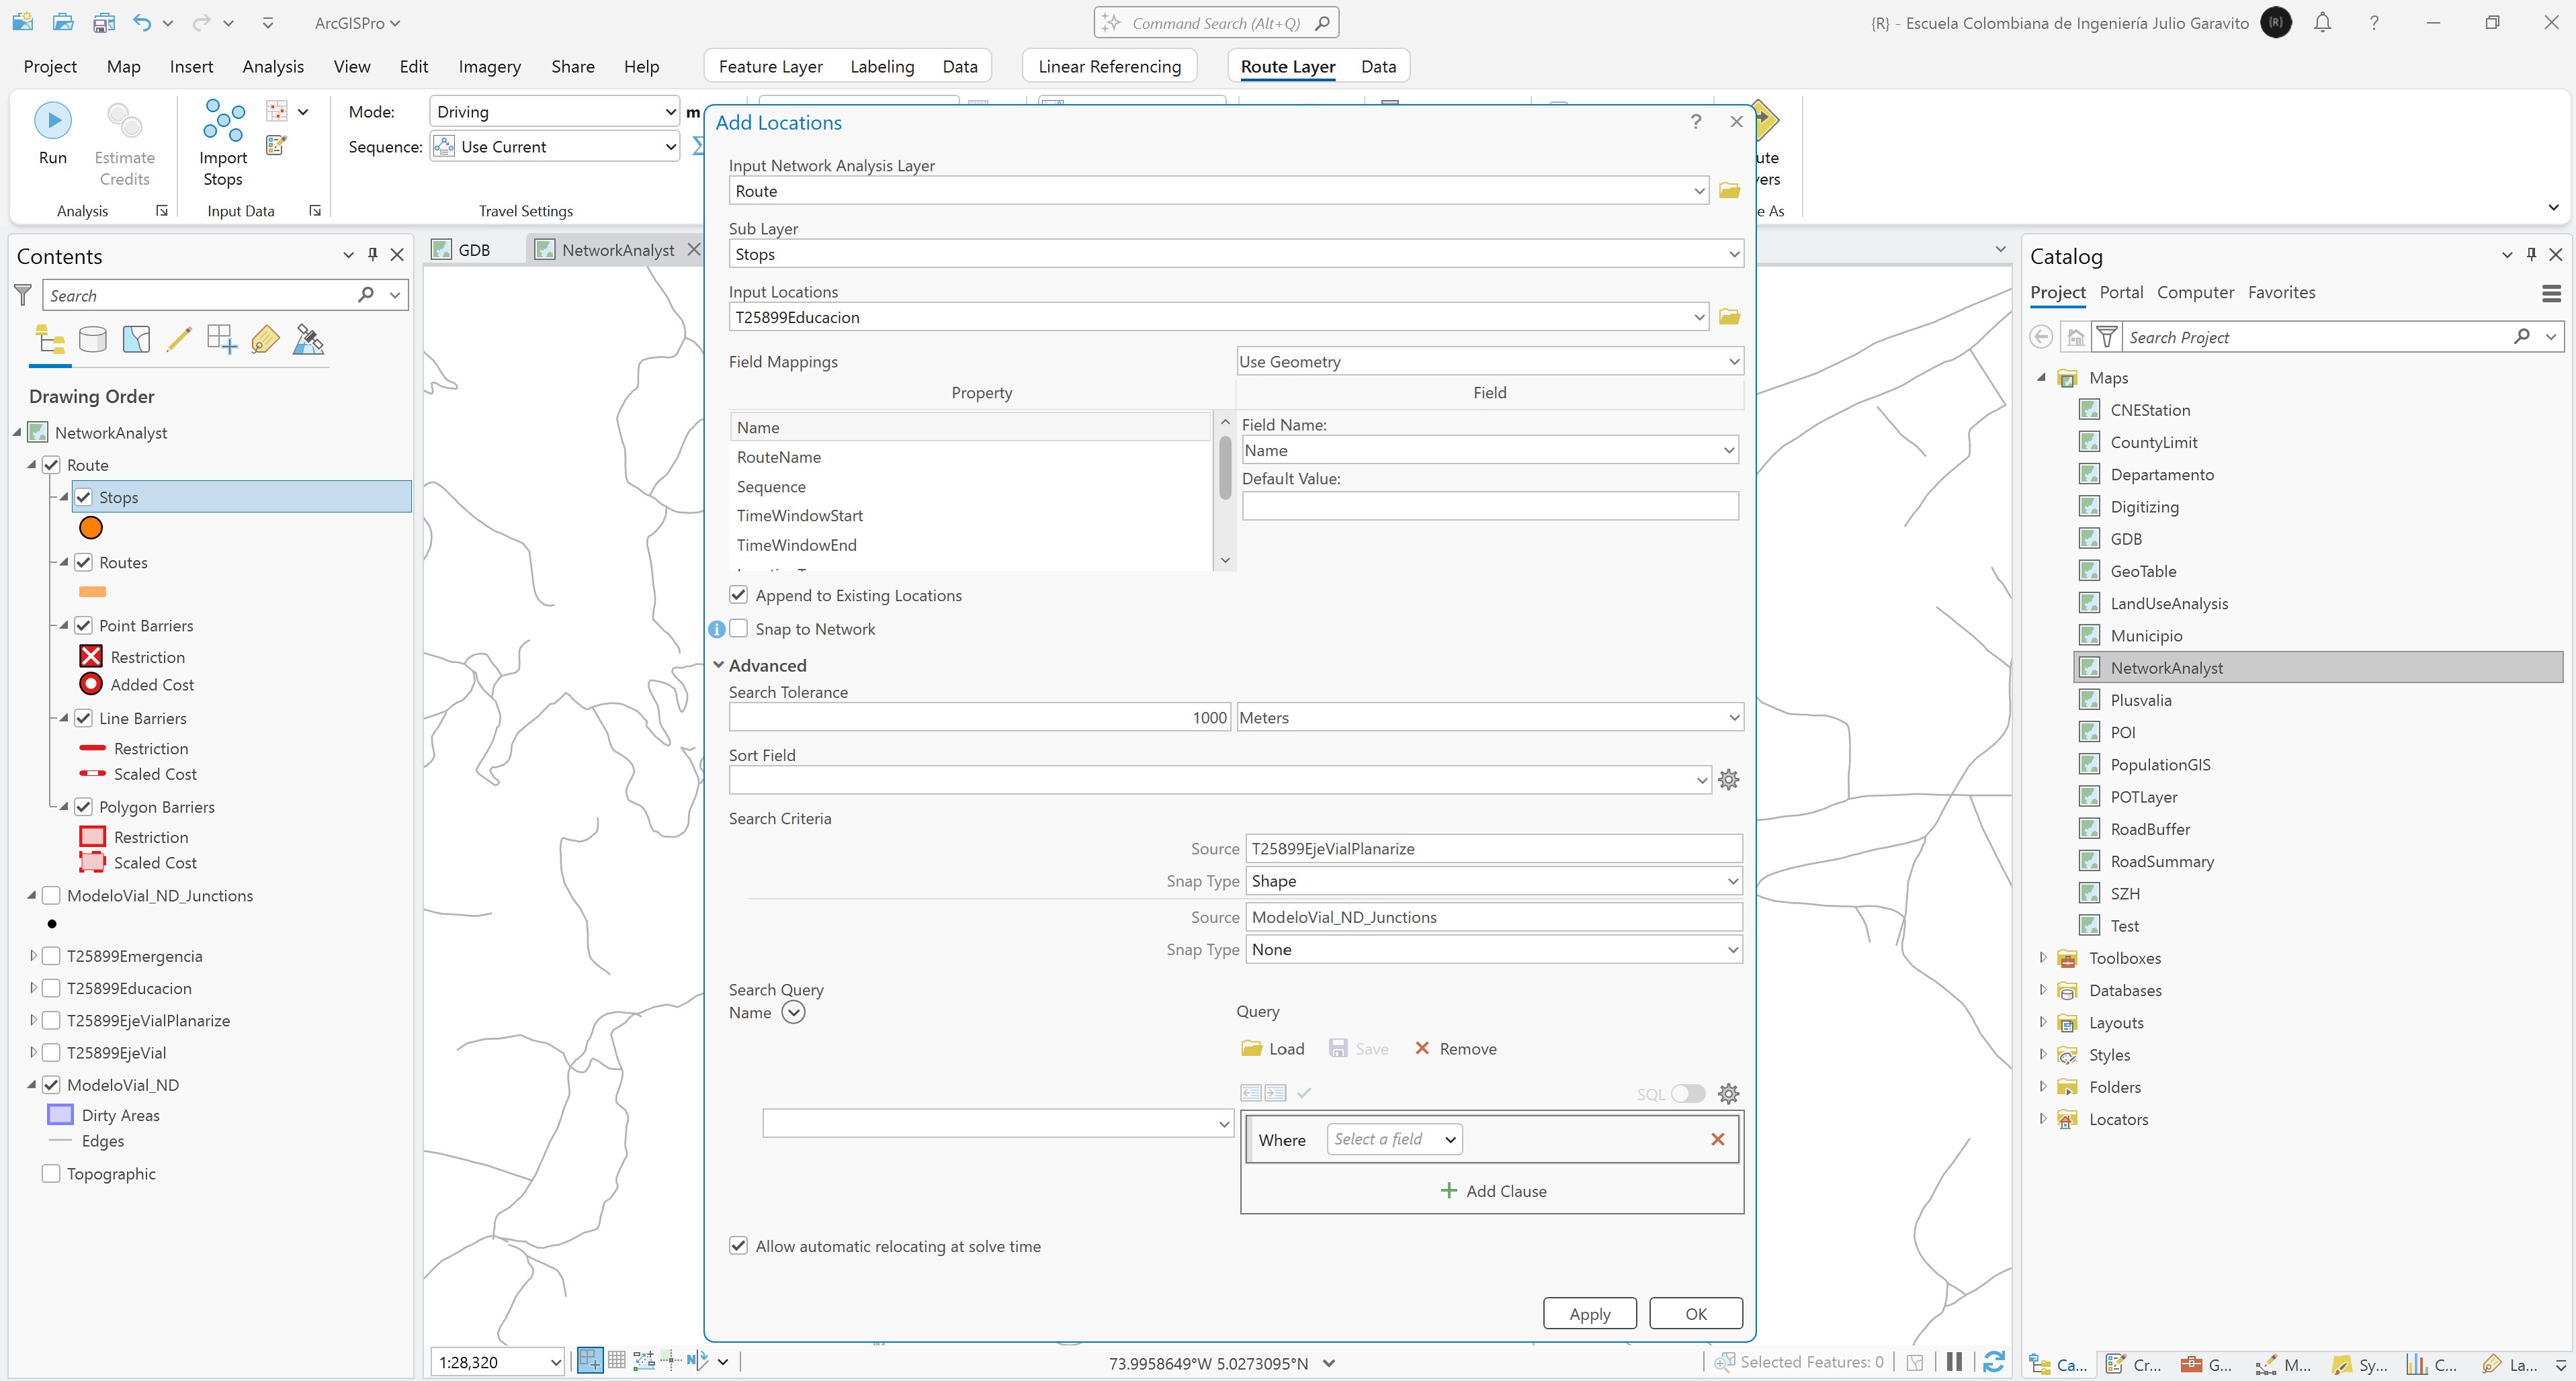 ArcGISPro
Command Search (Alt+Q)
{R} - Escuela Colombiana de Ingeniería Julio Garavito
{R}
?
Project Map Insert Analysis View Edit Imagery Share Help
Feature Layer Labeling Data
Linear Referencing
Route Layer Data
Run
Estimate Credits
Import Stops
Mode: Driving
Sequence: Use Current
Analysis
Input Data
Travel Settings
Contents
Search
Drawing Order
NetworkAnalyst
Route
Stops
Routes
Point Barriers
Restriction
Added Cost
Line Barriers
Restriction
Scaled Cost
Polygon Barriers
Restriction
Scaled Cost
ModeloVial_ND_Junctions
T25899Emergencia
T25899Educacion
T25899EjeVialPlanarize
T25899EjeVial
ModeloVial_ND
Dirty Areas
Edges
Topographic
GDB
NetworkAnalyst
Add Locations
?
Input Network Analysis Layer
Route
Sub Layer
Stops
Input Locations
T25899Educacion
Field Mappings Use Geometry
Property Field
Name
RouteName
Sequence
TimeWindowStart
TimeWindowEnd
Field Name:
Name
Default Value:
Append to Existing Locations
Snap to Network
Advanced
Search Tolerance
1000 Meters
Sort Field
Search Criteria
Source T25899EjeVialPlanarize
Snap Type Shape
Source ModeloVial_ND_Junctions
Snap Type None
Search Query
Name
Query
Load Save Remove
SQL
Where Select a field
Add Clause
Allow automatic relocating at solve time
Apply OK
1:28,320
73.9958649°W 5.0273095°N
Selected Features: 0
Catalog
Project Portal Computer Favorites
Search Project
Maps
CNEStation
CountyLimit
Departamento
Digitizing
GDB
GeoTable
LandUseAnalysis
Municipio
NetworkAnalyst
Plusvalia
POI
PopulationGIS
POTLayer
RoadBuffer
RoadSummary
SZH
Test
Toolboxes
Databases
Layouts
Styles
Folders
Locators
Ca... Cr... G... M... Sy... C... La...